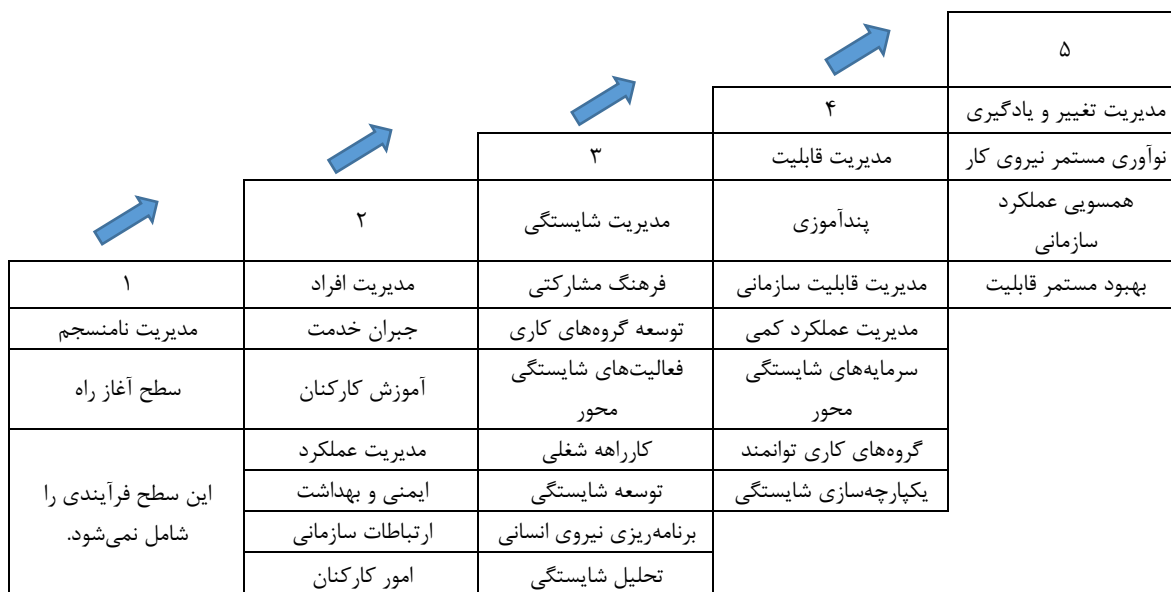 ۵
۴
مدیریت تغییر و یادگیری
۳
مدیریت قابلیت
نوآوری مستمر نیروی کار
۲
مدیریت شایستگی
پندآموزی
همسویی عملکرد
سازمانی
۱
مدیریت افراد
فرهنگ مشارکتی
مدیریت قابلیت سازمانی
بهبود مستمر قابلیت
مدیریت نامنسجم
جبران خدمت
توسعه گروه‌های کاری
مدیریت عملکرد کمی
سطح آغاز راه
آموزش کارکنان
فعالیت‌های شایستگی
محور
سرمایه‌های شایستگی
محور
این سطح فرآیندی را
شامل نمی‌شود.
مدیریت عملکرد
کارراهه شغلی
گروه‌های کاری توانمند
ایمنی و بهداشت
توسعه شایستگی
یکپارچه‌سازی شایستگی
ارتباطات سازمانی
برنامه‌ریزی نیروی انسانی
امور کارکنان
تحلیل شایستگی